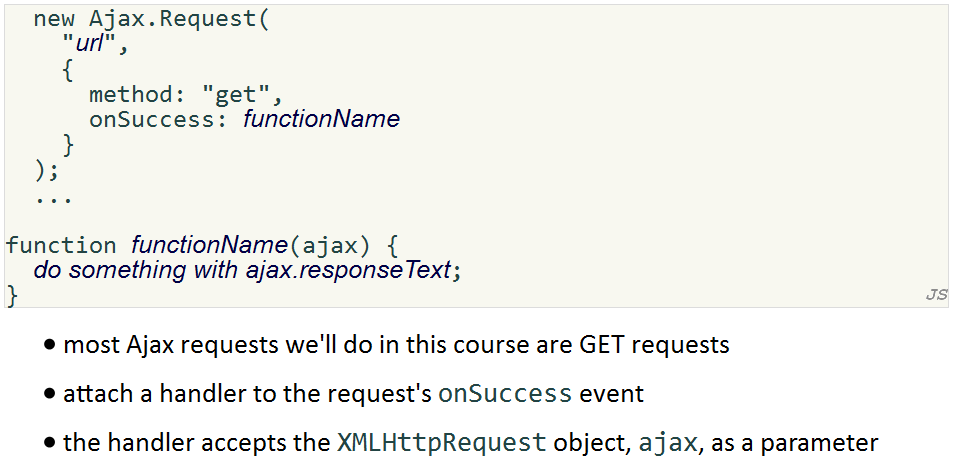 new Ajax.Request(
"url",
{
method: "get",
onSuccess: functionName
}
);
...
function functionName(ajax) {
do something with ajax.responseText;
}
JS
• most Ajax requests we'll do in this course are GET requests
• attach a handler to the request's onSuccess event
• the handler accepts the XMLHttpRequest object, ajax, as a parameter